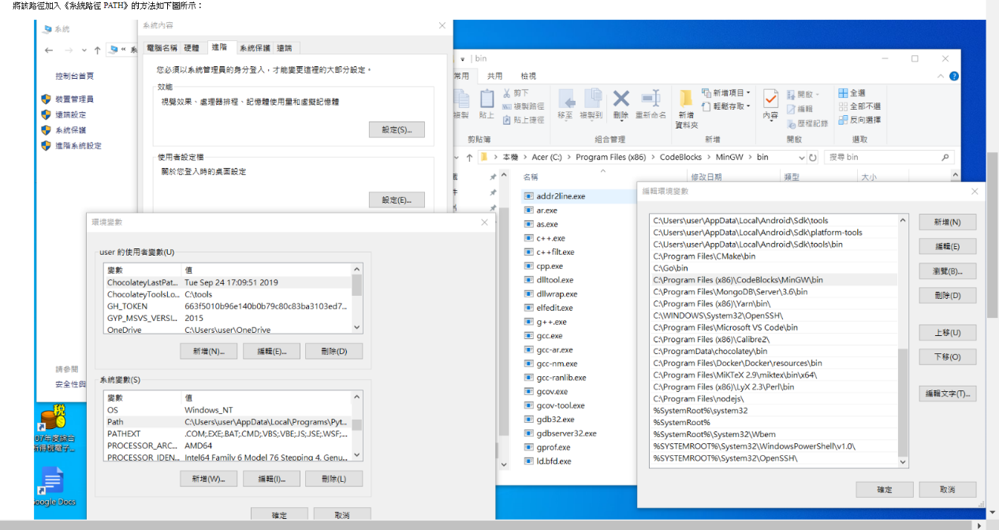 將該路徑加入《系統路徑 PATH》的方法如下圖所示：
系統
控制台首頁
裝置管理員
遠端設定
系統保護
進階系統設定
請參閱
安全性與
系統內容
電腦名稱 硬體 進階 系統保護 遠端
您必須以系統管理員的身分登入，才能變更這裡的大部分設定。
效能
視覺效果、處理器排程、記憶體使用量和虛擬記憶體
設定(S)...
使用者設定檔
關於您登入時的桌面設定
設定(E)...
環境變數
user 的使用者變數(U)
變數 值
ChocolateyLastPat... Tue Sep 24 17:09:51 2019
ChocolateyToolsLo... C:\tools
GH_TOKEN 663f5010b96e140b0b79c80c83ba3103ed7...
GYP_MSVS_VERSI... 2015
OneDrive C:\Users\user\OneDrive
新增(N)... 編輯(E)... 刪除(D)
系統變數(S)
變數 值
OS Windows_NT
Path C:\Users\user\AppData\Local\Programs\Pyt...
PATHEXT .COM;.EXE;.BAT;.CMD;.VBS;.VBE;.JS;.JSE;.WSF;...
PROCESSOR_ARC... AMD64
PROCESSOR_IDEN... Intel64 Family 6 Model 76 Stepping 4, Genu...
新增(W)... 編輯(I)... 刪除(L)
確定 取消
bin
常用 共用 檢視
複製 貼上 剪下
複製路徑
貼上捷徑
剪貼簿
移至 複製到 刪除 重新命名
組合管理
新增
資料夾
新增項目
輕鬆存取
新增
內容
開啟
編輯
歷程記錄
開啟
全選
全部不選
反向選擇
選取
本機 > Acer (C:) > Program Files (x86) > CodeBlocks > MinGW > bin
搜尋 bin
名稱 修改日期 類型 大小
addr2line.exe
ar.exe
as.exe
c++.exe
c++filt.exe
cpp.exe
dlltool.exe
dllwrap.exe
elfedit.exe
g++.exe
gcc.exe
gcc-ar.exe
gcc-nm.exe
gcc-ranlib.exe
gcov.exe
gcov-tool.exe
gdb32.exe
gdbserver32.exe
gprof.exe
ld.bfd.exe
編輯環境變數
C:\Users\user\AppData\Local\Android\Sdk\tools
C:\Users\user\AppData\Local\Android\Sdk\platform-tools
C:\Users\user\AppData\Local\Android\Sdk\tools\bin
C:\Program Files\CMake\bin
C:\Go\bin
C:\Program Files (x86)\CodeBlocks\MinGW\bin
C:\Program Files\MongoDB\Server\3.6\bin
C:\Program Files (x86)\Yarn\bin\
C:\WINDOWS\System32\OpenSSH\
C:\Program Files\Microsoft VS Code\bin
C:\Program Files (x86)\Calibre2\
C:\ProgramData\chocolatey\bin
C:\Program Files\Docker\Docker\resources\bin
C:\Program Files\MiKTeX 2.9\miktex\bin\x64\
C:\Program Files (x86)\LyX 2.3\Perl\bin
C:\Program Files\nodejs\
%SystemRoot%\system32
%SystemRoot%
%SystemRoot%\System32\Wbem
%SYSTEMROOT%\System32\WindowsPowerShell\v1.0\
%SYSTEMROOT%\System32\OpenSSH\
新增(N)
編輯(E)
瀏覽(B)...
刪除(D)
上移(U)
下移(O)
編輯文字(T)...
確定 取消
稅
07年度綜合
所得稅電子...
Google Docs